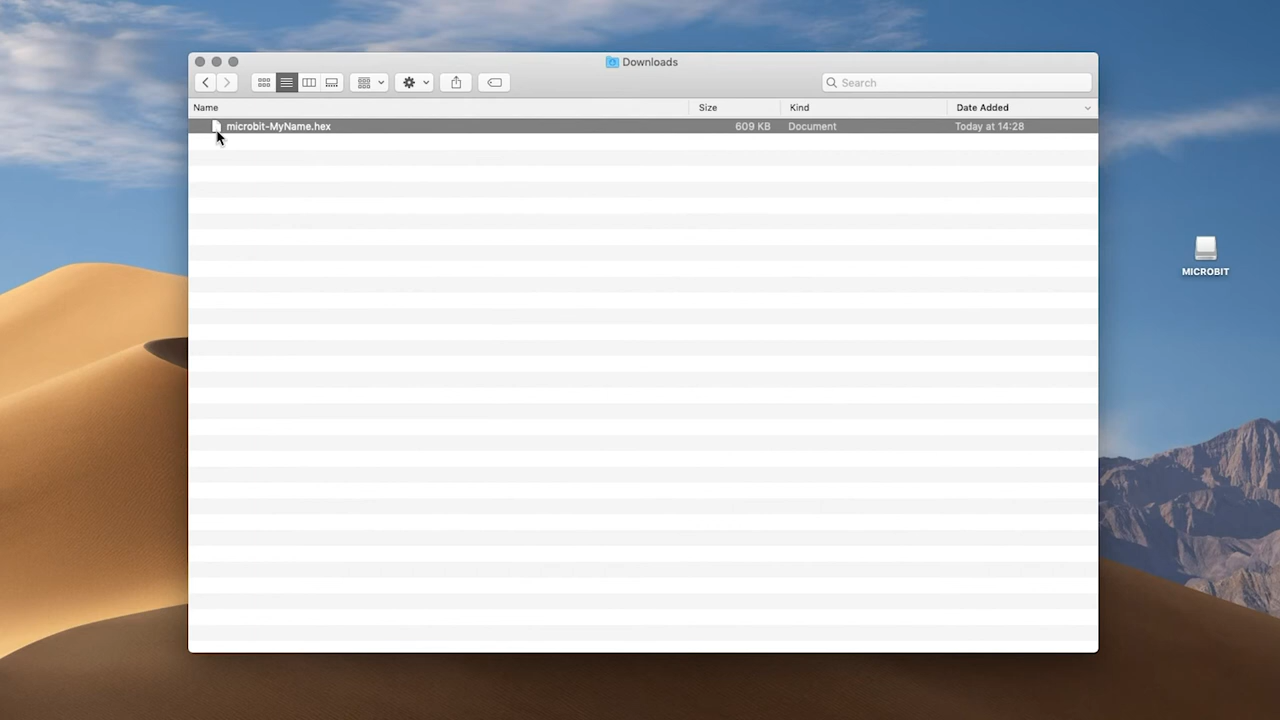 Downloads
Search
Name Size Kind Date Added
microbit-MyName.hex 609 KB Document Today at 14:28
MICROBIT